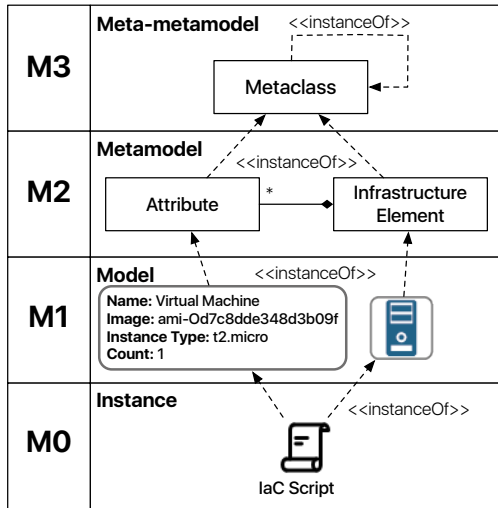 M3
Meta-metamodel
<<instanceOf>>
Metaclass
M2
Metamodel
<<instanceOf>>
Attribute
*
Infrastructure
Element
M1
Model
<<instanceOf>>
Name: Virtual Machine
Image: ami-0d7c8dde348d3b09f
Instance Type: t2.micro
Count: 1
M0
Instance
<<instanceOf>>
IaC Script